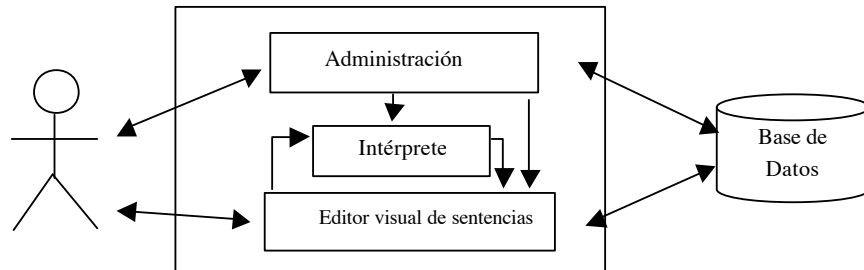 Administración
Intérprete
Editor visual de sentencias
Base de
Datos